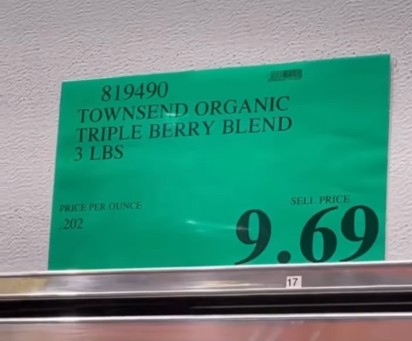 819490
TOWNSEND ORGANIC
TRIPLE BERRY BLEND
3 LBS
PRICE PER OUNCE
.202
SELL PRICE
9.69
17